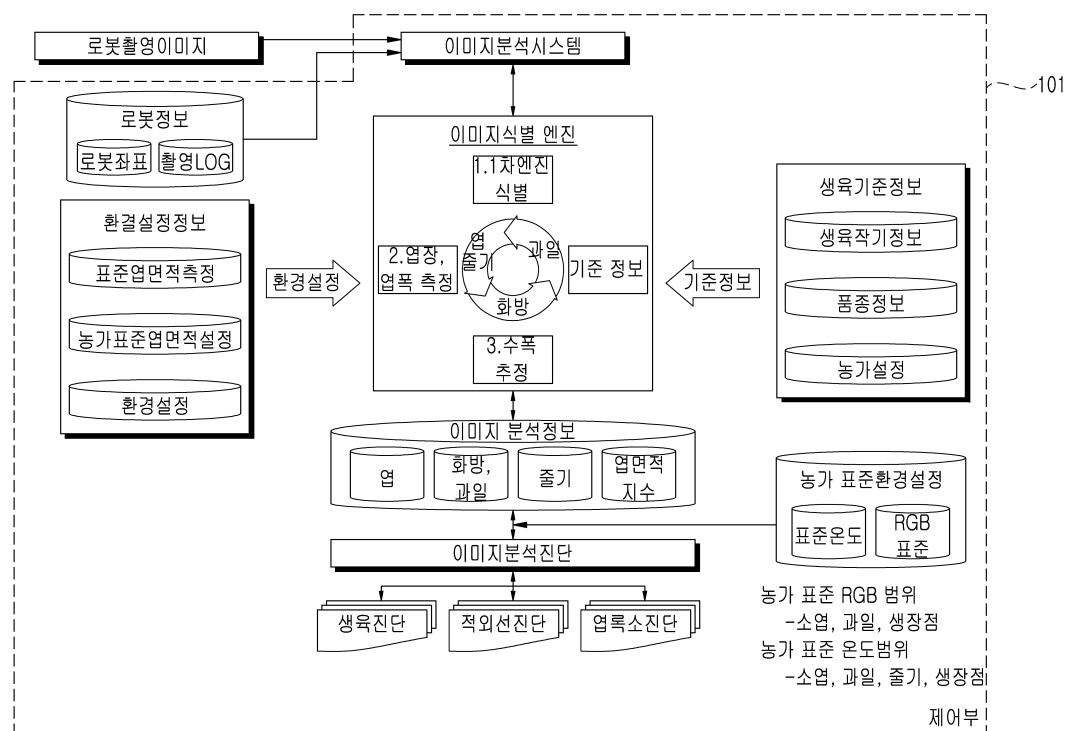 로봇촬영이미지
이미지분석시스템
101
로봇정보
로봇좌표
촬영LOG
이미지식별 엔진
1.1차엔진
식별
엽
줄기
과일
화방
2.엽장,
엽폭 측정
기준 정보
3.수폭
추정
환결설정정보
표준엽면적측정
농가표준엽면적설정
환경설정
환경설정
기준정보
생육기준정보
생육작기정보
품종정보
농가설정
이미지 분석정보
엽
화방,
과일
줄기
엽면적
지수
농가 표준환경설정
표준온도
RGB
표준
이미지분석진단
생육진단
적외선진단
엽록소진단
농가 표준 RGB 범위
-소엽, 과일, 생장점
농가 표준 온도범위
-소엽, 과일, 줄기, 생장점
제어부